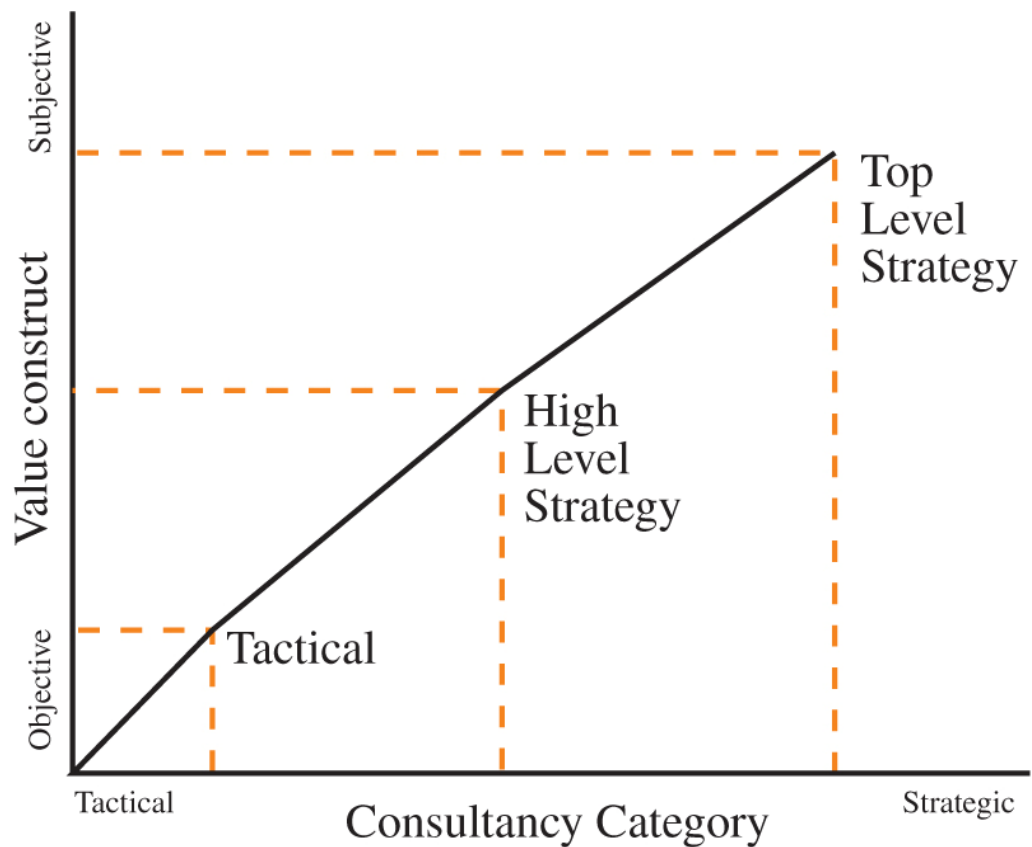 Subjective
Value construct
Objective
Top
Level
Strategy
High
Level
Strategy
Tactical
Tactical
Consultancy Category
Strategic